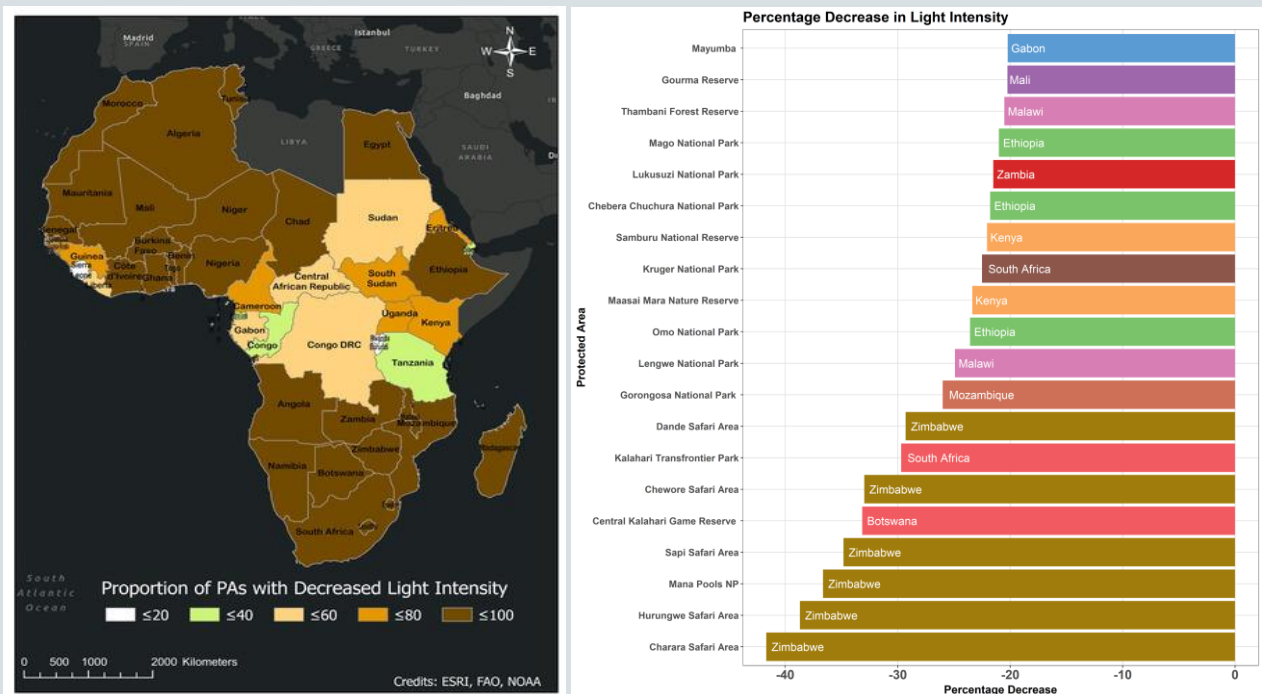 Madrid
SPAIN
Istanbul
GREECE
TURKEY
N
W
E
S
Baghdad
Morocco
Tunisia
Algeria
LIBYA
Egypt
SAUDI
ARABIA
Mauritania
Mali
Niger
Chad
Sudan
Eritrea
Senegal
Burkina
Faso
Benin
Guinea
Sierra
Leone
Liberia
Côte
d'Ivoire
Ghana
Togo
Nigeria
Ethiopia
Central
African Republic
South
Sudan
Cameroon
Uganda
Kenya
Gabon
Congo
Congo DRC
Rwanda
Burundi
Tanzania
Angola
Zambia
Mozambique
Zimbabwe
Madagascar
Namibia
Botswana
South Africa
South
Atlantic
Ocean
Proportion of PAs with Decreased Light Intensity
≤20 ≤40 ≤60 ≤80 ≤100
0 500 1000 2000 Kilometers
Credits: ESRI, FAO, NOAA
Percentage Decrease in Light Intensity
Protected Area
Mayumba Gabon
Gourma Reserve Mali
Thambani Forest Reserve Malawi
Mago National Park Ethiopia
Lukusuzi National Park Zambia
Chebera Chuchura National Park Ethiopia
Samburu National Reserve Kenya
Kruger National Park South Africa
Maasai Mara Nature Reserve Kenya
Omo National Park Ethiopia
Lengwe National Park Malawi
Gorongosa National Park Mozambique
Dande Safari Area Zimbabwe
Kalahari Transfrontier Park South Africa
Chewore Safari Area Zimbabwe
Central Kalahari Game Reserve Botswana
Sapi Safari Area Zimbabwe
Mana Pools NP Zimbabwe
Hurungwe Safari Area Zimbabwe
Charara Safari Area Zimbabwe
-40 -30 -20 -10 0
Percentage Decrease